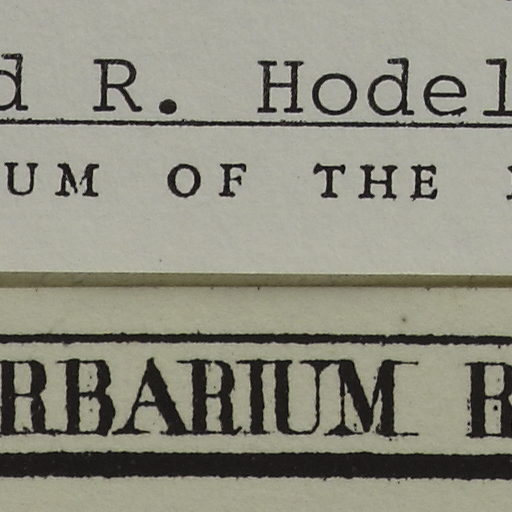 d R. Hodel
UM OF THE
RBARIUM R